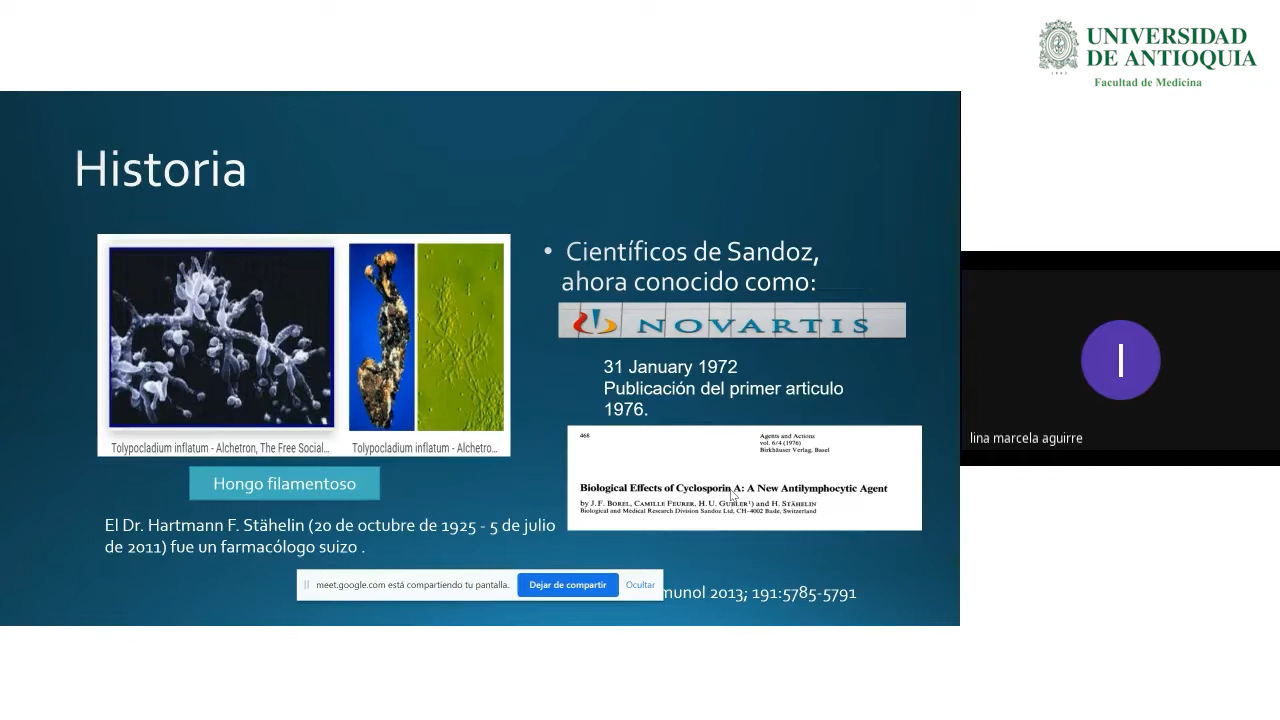 UNIVERSIDAD
DE ANTIOQUIA
1803
Facultad de Medicina
Historia
Tolypocladium inflatum - Alchetron, The Free Social...
Tolypocladium inflatum - Alchetro...
Hongo filamentoso
El Dr. Hartmann F. Stähelin (20 de octubre de 1925 - 5 de julio
de 2011) fue un farmacólogo suizo .
• Científicos de Sandoz,
ahora conocido como:
NOVARTIS
31 January 1972
Publicación del primer articulo
1976.
468
Agents and Actions
vol. 6/4 (1976)
Birkhäuser Verlag, Basel
Biological Effects of Cyclosporin A: A New Antilymphocytic Agent
by J. F. BOREL, CAMILLE FEURER, H. U. GUBLER¹) and H. STÄHELIN
Biological and Medical Research Division Sandoz Ltd, CH-4002 Basle, Switzerland
meet.google.com está compartiendo tu pantalla.
Dejar de compartir
Ocultar
munol 2013; 191:5785-5791
l
lina marcela aguirre